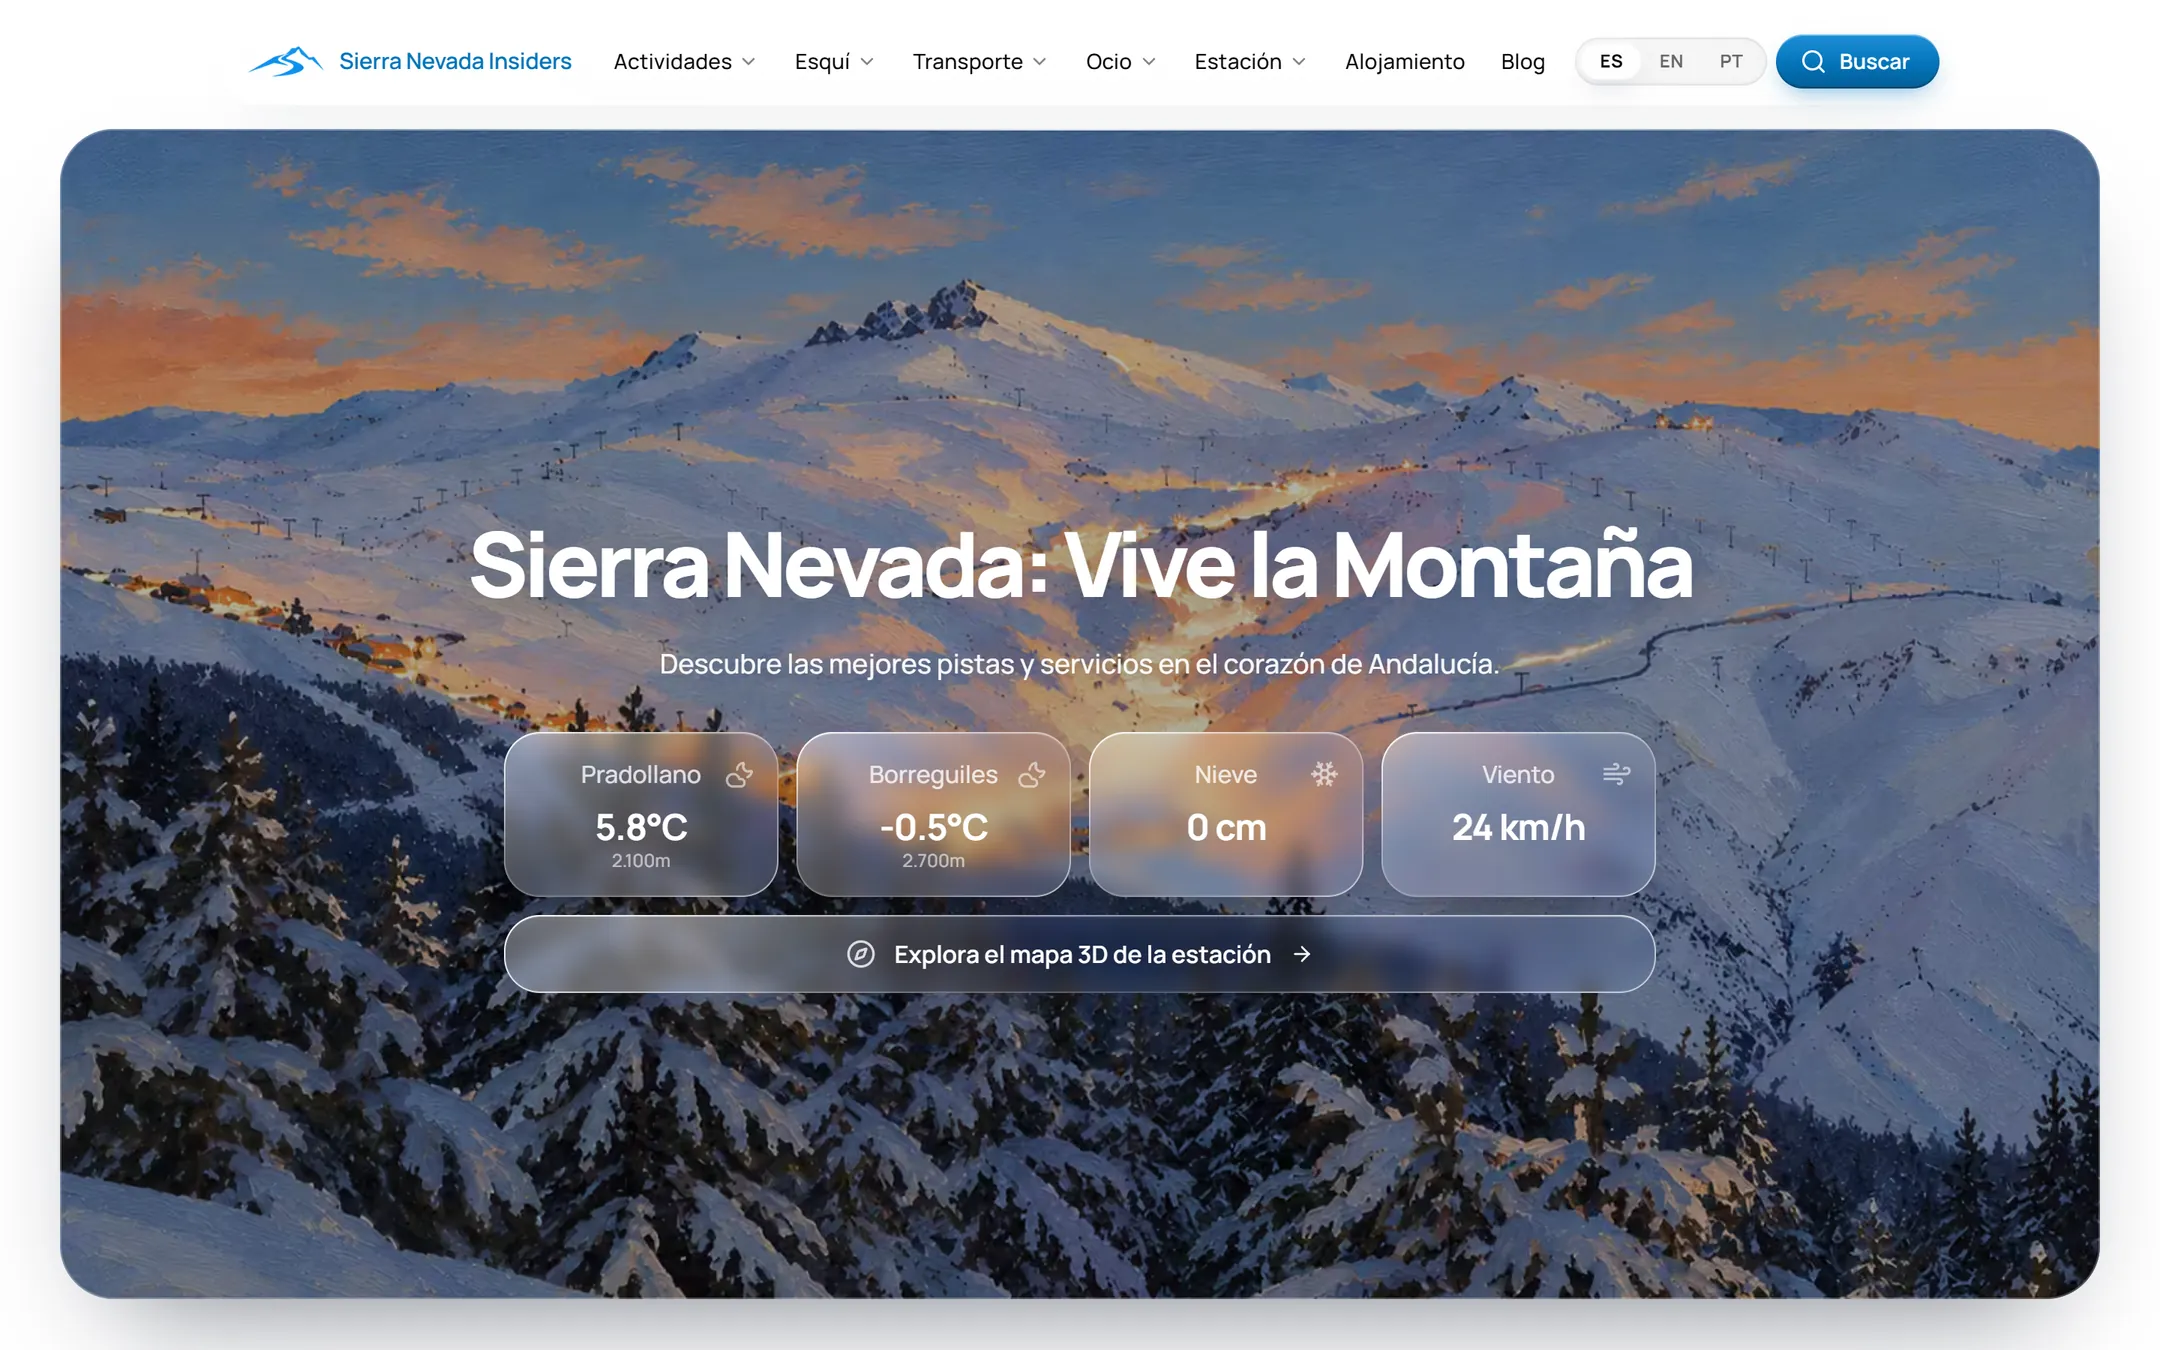 Sierra Nevada Insiders Actividades Esquí Transporte Ocio Estación Alojamiento Blog ES EN PT Buscar
Sierra Nevada: Vive la Montaña
Descubre las mejores pistas y servicios en el corazón de Andalucía.
Pradollano
5.8°C
2.100m
Borreguiles
-0.5°C
2.700m
Nieve
0 cm
Viento
24 km/h
Explora el mapa 3D de la estación →